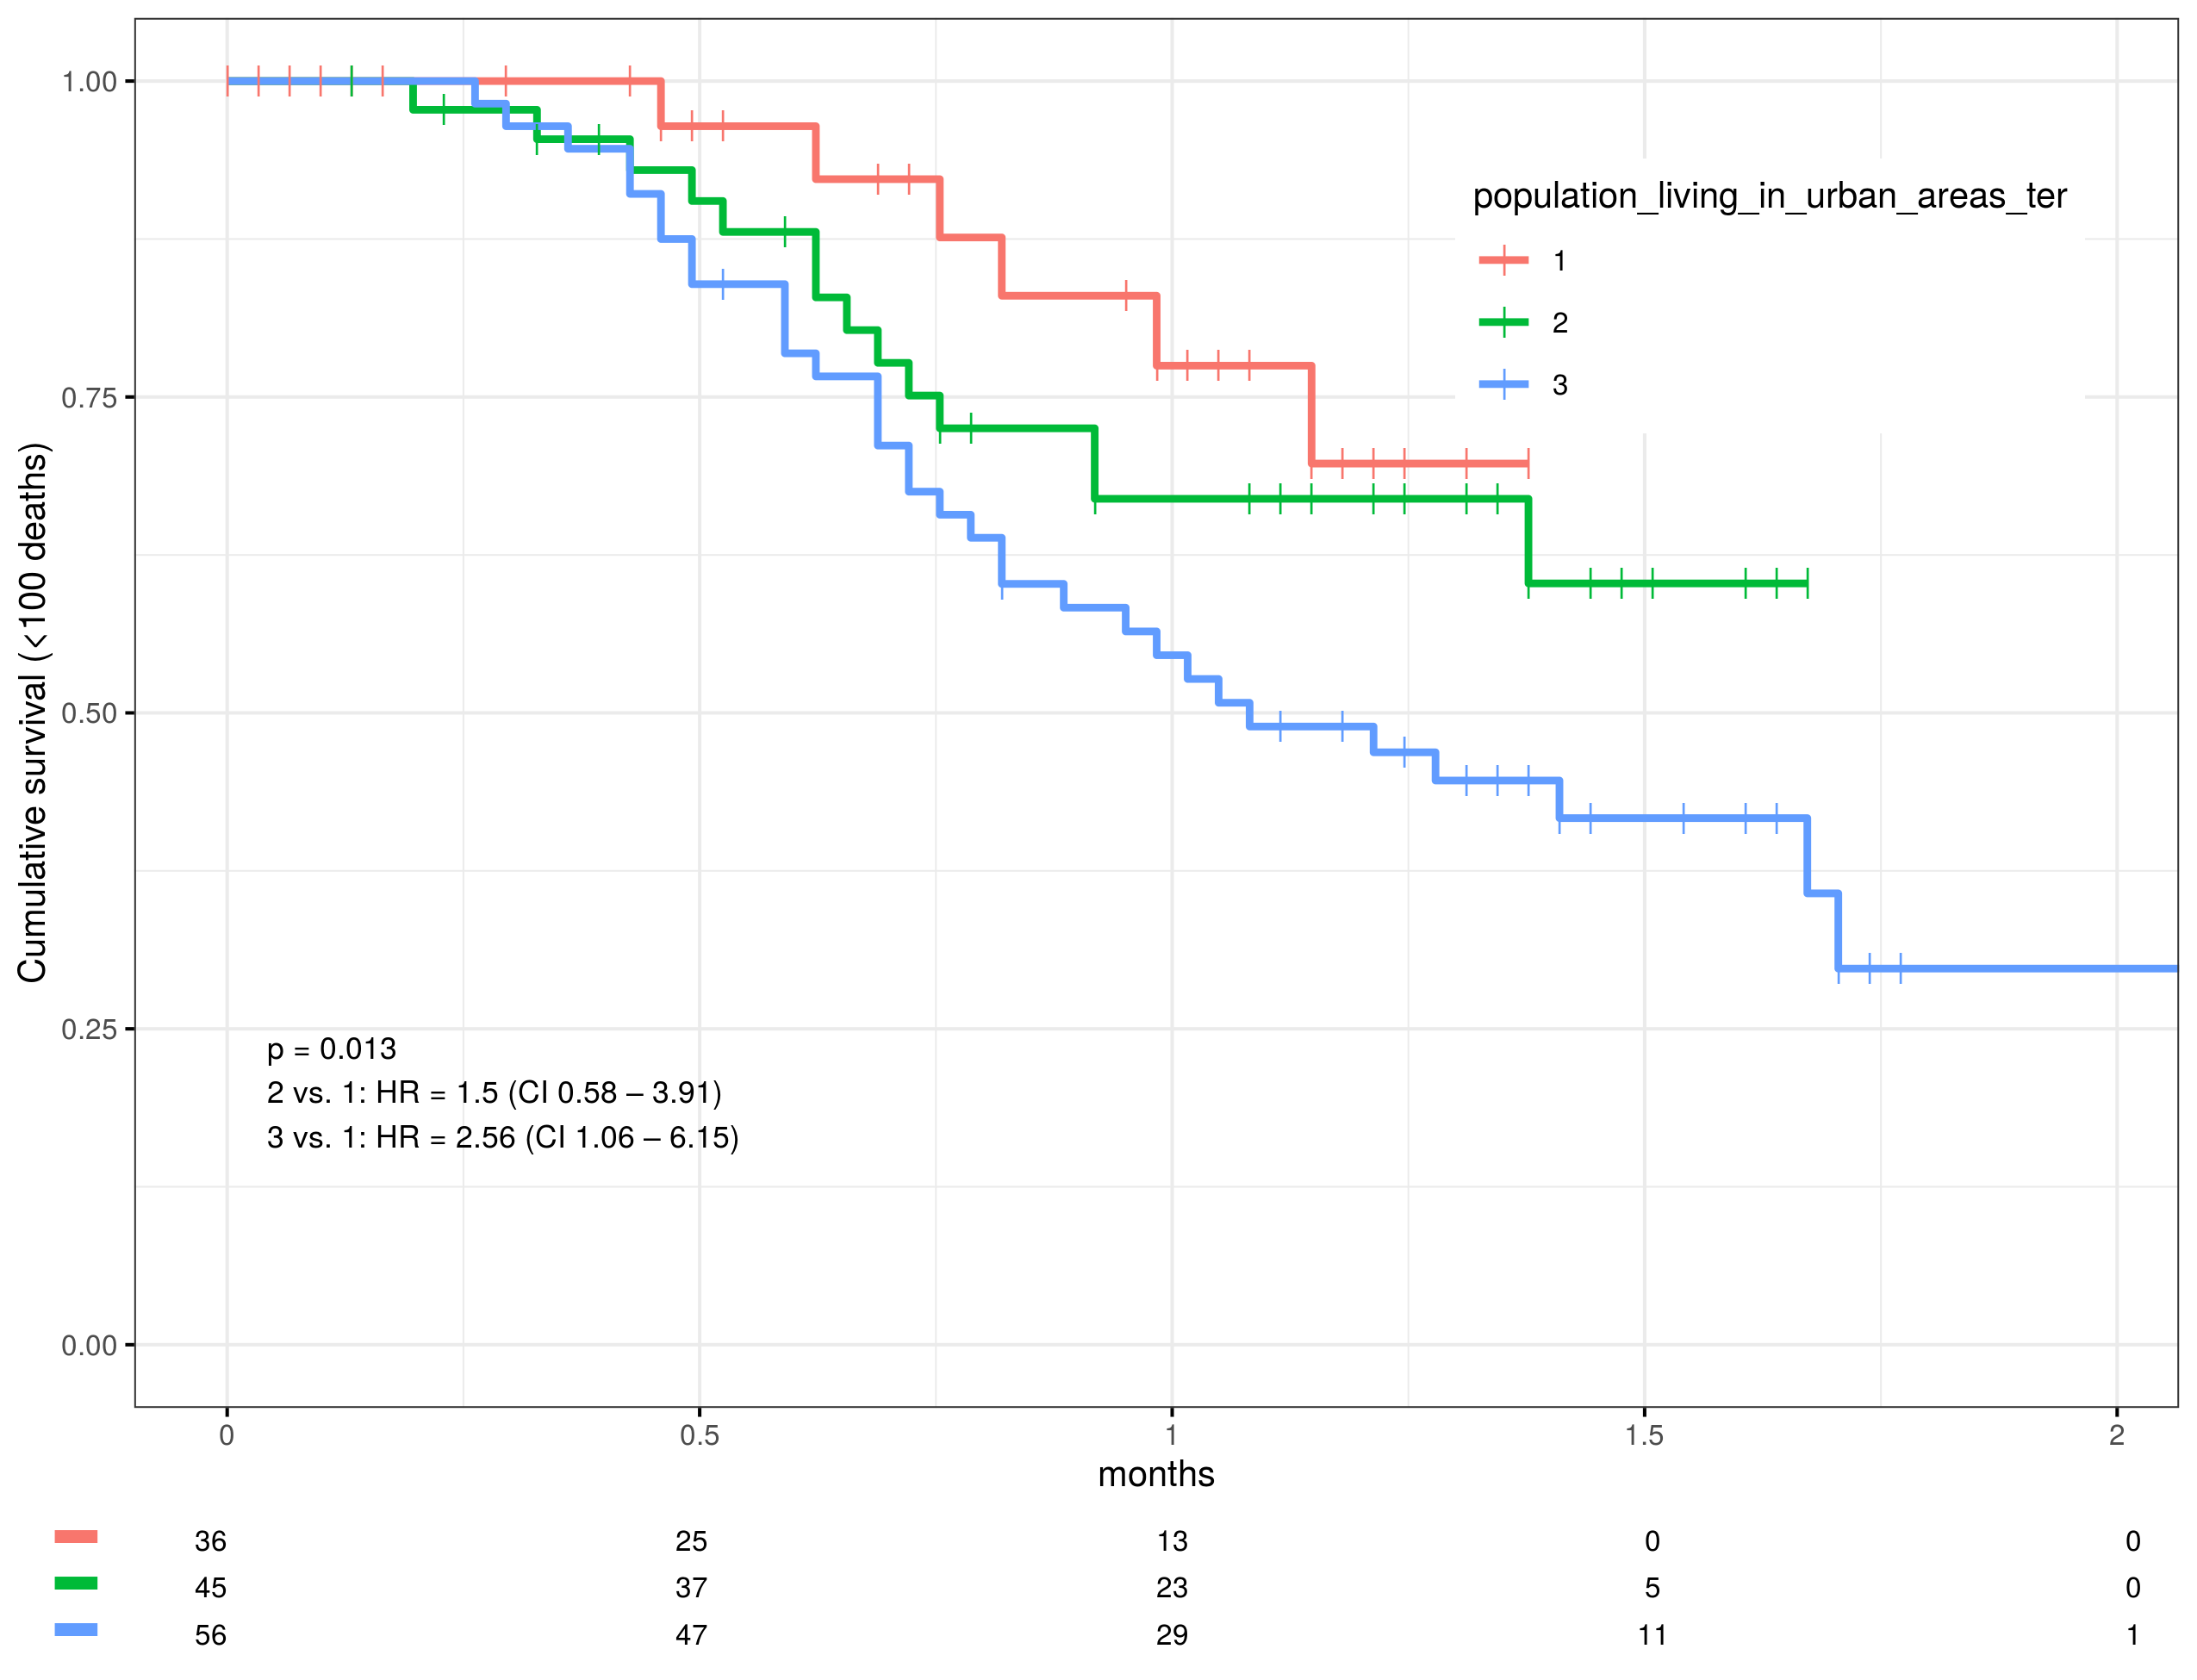 Cumulative survival (<100 deaths)
1.00
0.75
0.50
0.25
0.00
population_living_in_urban_areas_ter
1
2
3
p = 0.013
2 vs. 1: HR = 1.5 (CI 0.58 – 3.91)
3 vs. 1: HR = 2.56 (CI 1.06 – 6.15)
0 0.5 1 1.5 2
months
36 25 13 0 0
45 37 23 5 0
56 47 29 11 1